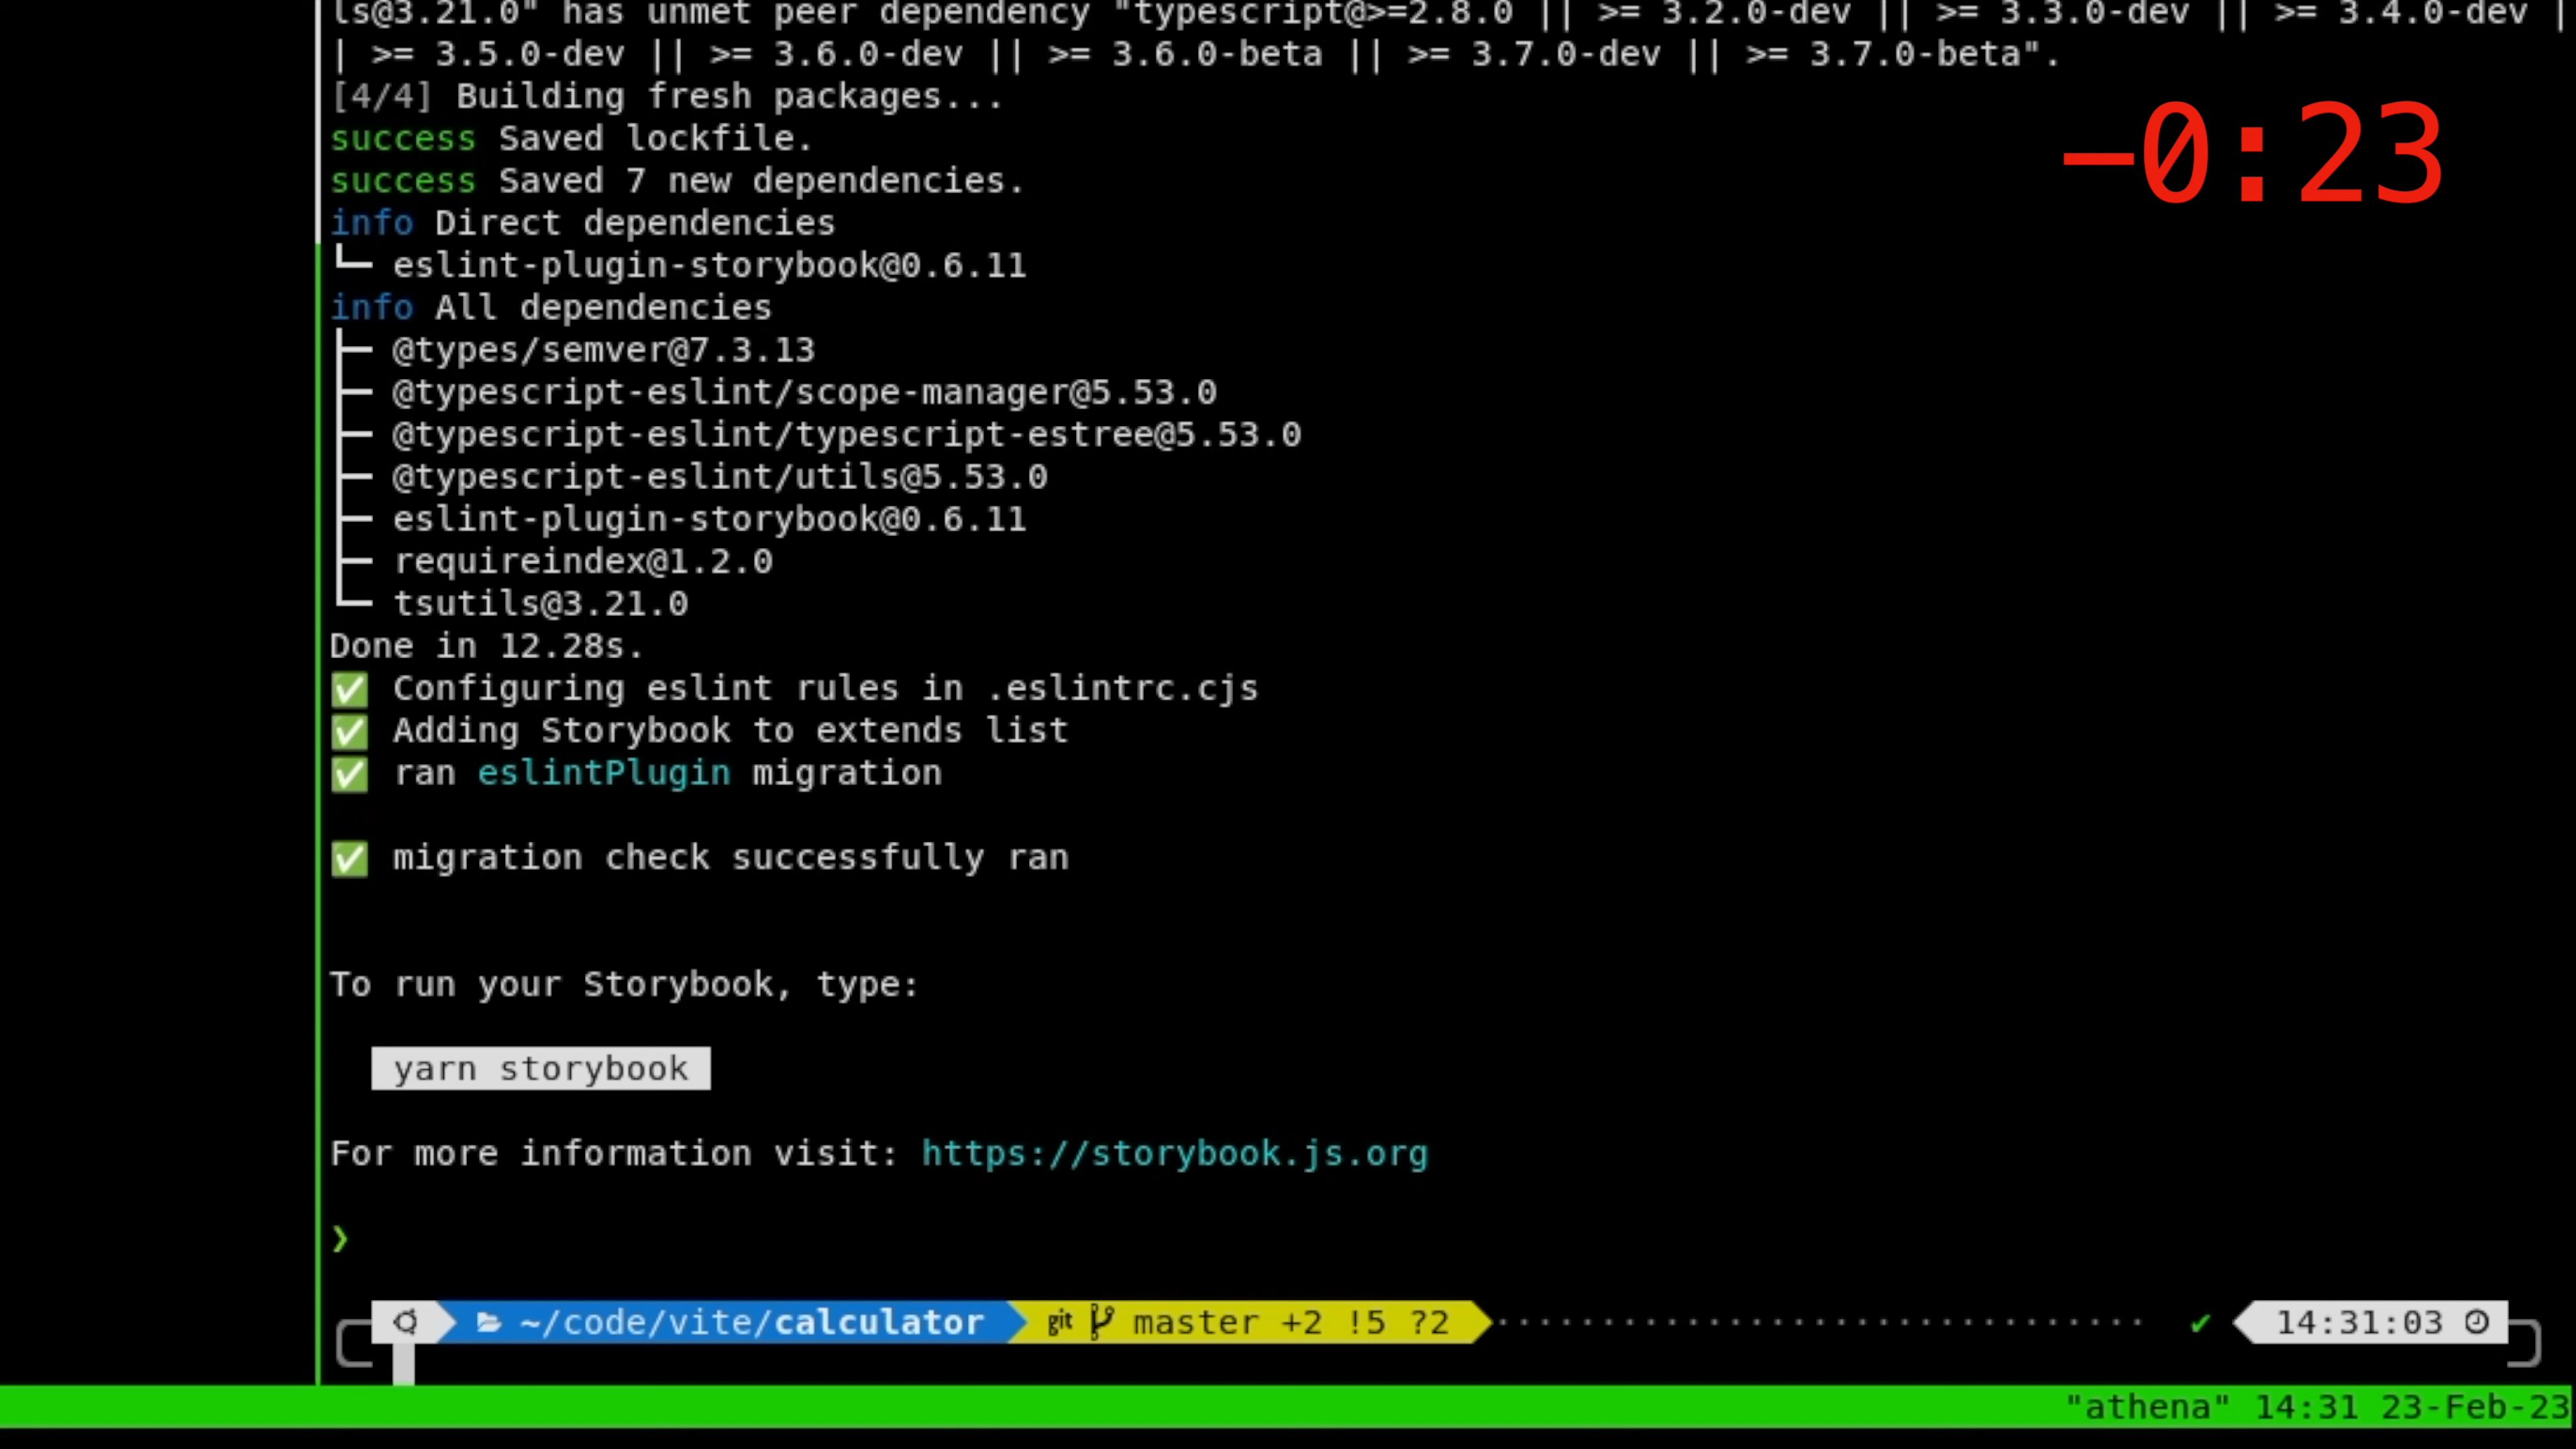 ls@3.21.0" has unmet peer dependency "typescript@>=2.8.0 || >= 3.2.0-dev || >= 3.3.0-dev || >= 3.4.0-dev |
| >= 3.5.0-dev || >= 3.6.0-dev || >= 3.6.0-beta || >= 3.7.0-dev || >= 3.7.0-beta".
[4/4] Building fresh packages...
−0:23
success Saved lockfile.
success Saved 7 new dependencies.
info Direct dependencies
└─ eslint-plugin-storybook@0.6.11
info All dependencies
├─ @types/semver@7.3.13
├─ @typescript-eslint/scope-manager@5.53.0
├─ @typescript-eslint/typescript-estree@5.53.0
├─ @typescript-eslint/utils@5.53.0
├─ eslint-plugin-storybook@0.6.11
├─ requireindex@1.2.0
└─ tsutils@3.21.0
Done in 12.28s.
✅ Configuring eslint rules in .eslintrc.cjs
✅ Adding Storybook to extends list
✅ ran eslintPlugin migration
✅ migration check successfully ran
To run your Storybook, type:
yarn storybook
For more information visit: https://storybook.js.org
❯
~/code/vite/calculator git master +2 !5 ?2 ✔ 14:31:03
"athena" 14:31 23-Feb-23